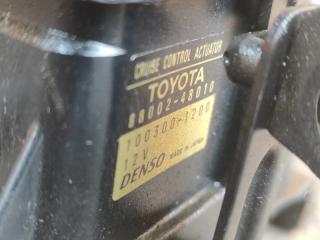 CRUISE CONTROL ACTUATOR
TOYOTA
88002-48010
100300-1200
12V
DENSO MADE IN JAPAN